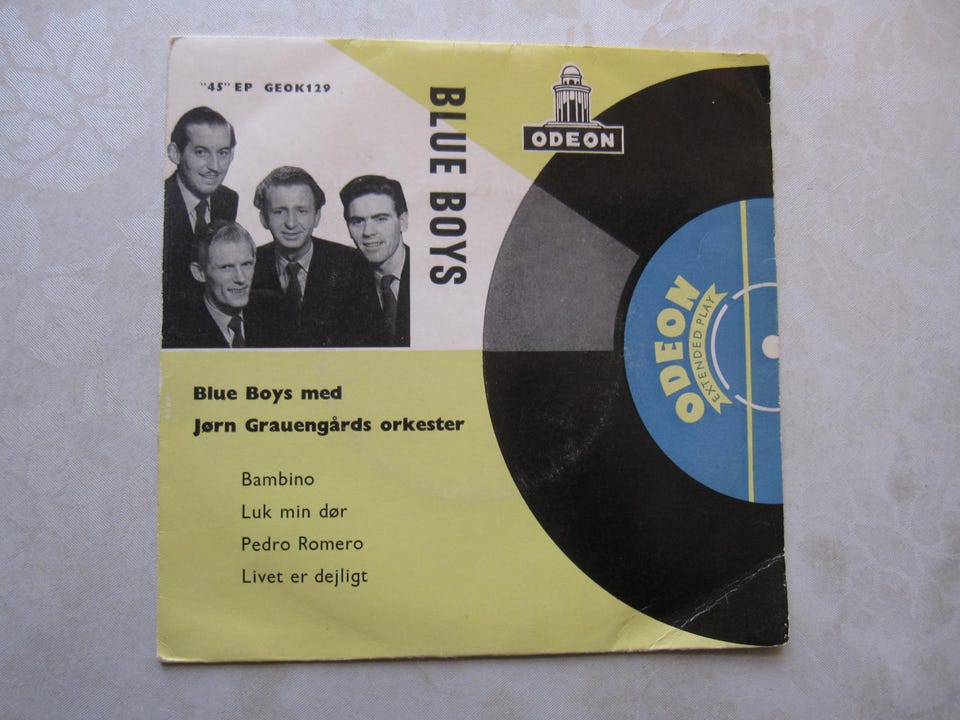 "45" EP GEOK129
BLUE BOYS
ODEON
ODEON
EXTENDED PLAY
Blue Boys med
Jørn Grauengårds orkester
Bambino
Luk min dør
Pedro Romero
Livet er dejligt